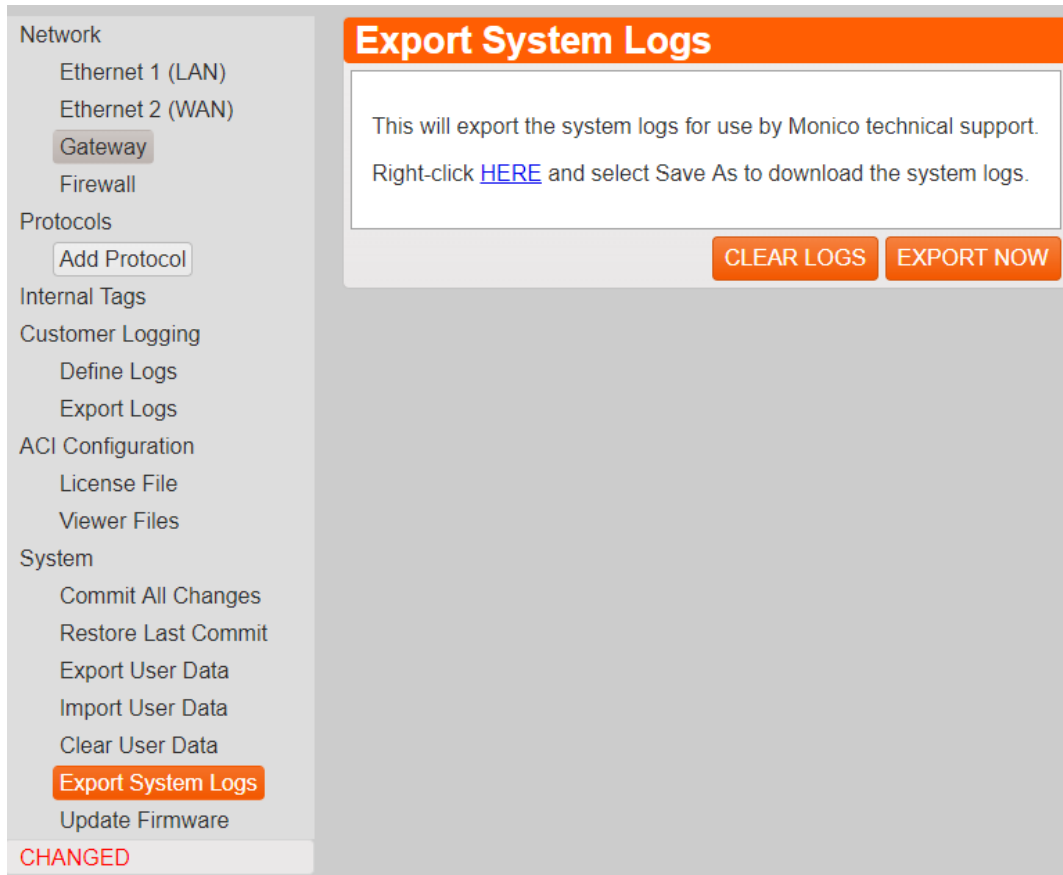 Network
Ethernet 1 (LAN)
Ethernet 2 (WAN)
Gateway
Firewall
Protocols
Add Protocol
Internal Tags
Customer Logging
Define Logs
Export Logs
ACI Configuration
License File
Viewer Files
System
Commit All Changes
Restore Last Commit
Export User Data
Import User Data
Clear User Data
Export System Logs
Update Firmware
CHANGED
Export System Logs
This will export the system logs for use by Monico technical support.
Right-click HERE and select Save As to download the system logs.
CLEAR LOGS EXPORT NOW